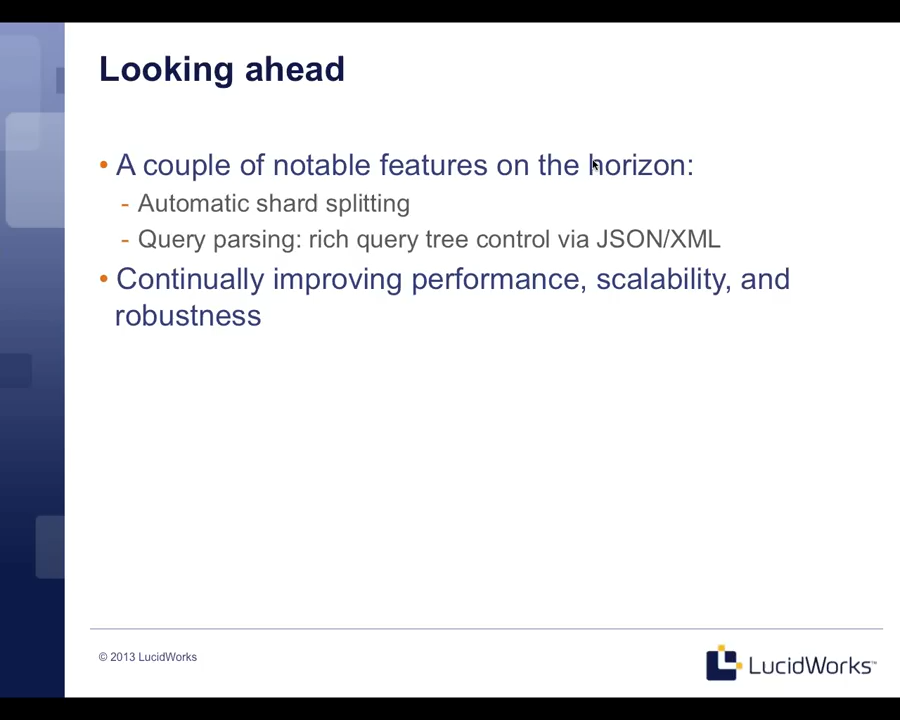 Looking ahead
• A couple of notable features on the horizon:
- Automatic shard splitting
- Query parsing: rich query tree control via JSON/XML
• Continually improving performance, scalability, and
robustness
© 2013 LucidWorks
LucidWorks™